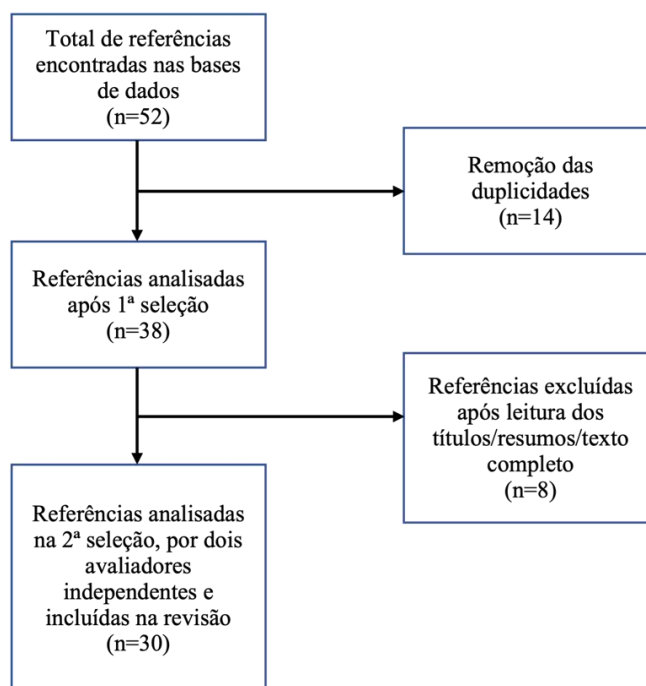 Total de referências
encontradas nas bases
de dados
(n=52)
Remoção das
duplicidades
(n=14)
Referências analisadas
após 1ª seleção
(n=38)
Referências excluídas
após leitura dos
títulos/resumos/texto
completo
(n=8)
Referências analisadas
na 2ª seleção, por dois
avaliadores
independentes e
incluídas na revisão
(n=30)